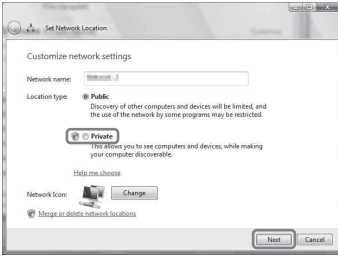 Set Network Location
Customize network settings
Network name:
Location type:
Public
Discovery of other computers and devices will be limited, and
the use of the network by some programs may be restricted.
Private
This allows you to see computers and devices, while making
your computer discoverable.
Help me choose
Network Icon:
Change
Merge or delete network locations
Next
Cancel